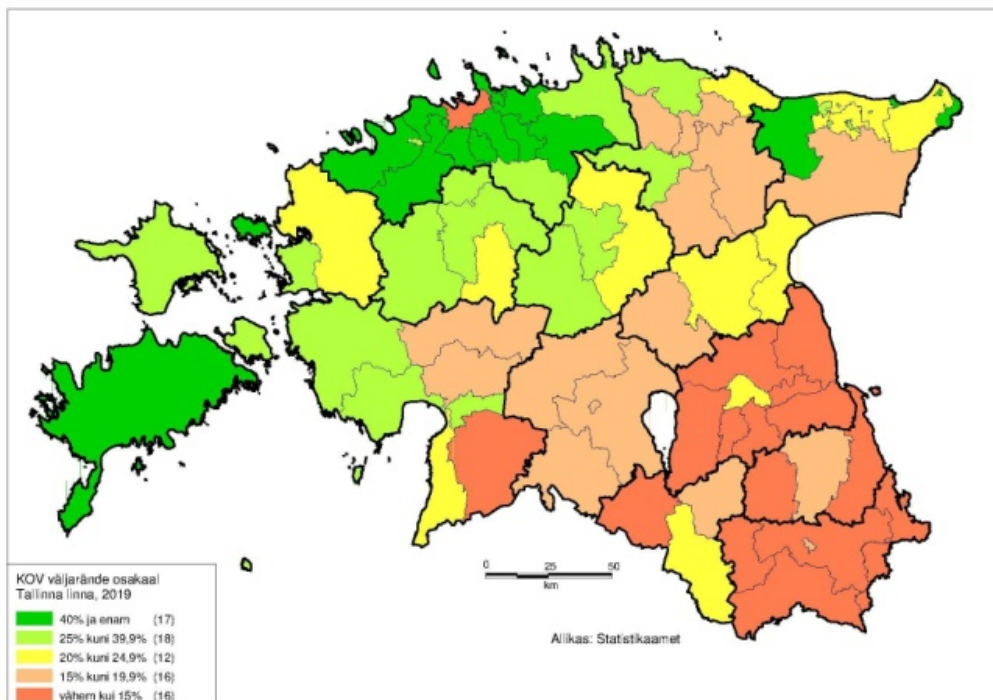 0 25 50
km
Allikas: Statistikaamet
KOV väljarände osakaal
Tallinna linna, 2019
40% ja enam (17)
25% kuni 39,9% (18)
20% kuni 24,9% (12)
15% kuni 19,9% (16)
vähem kui 15% (16)